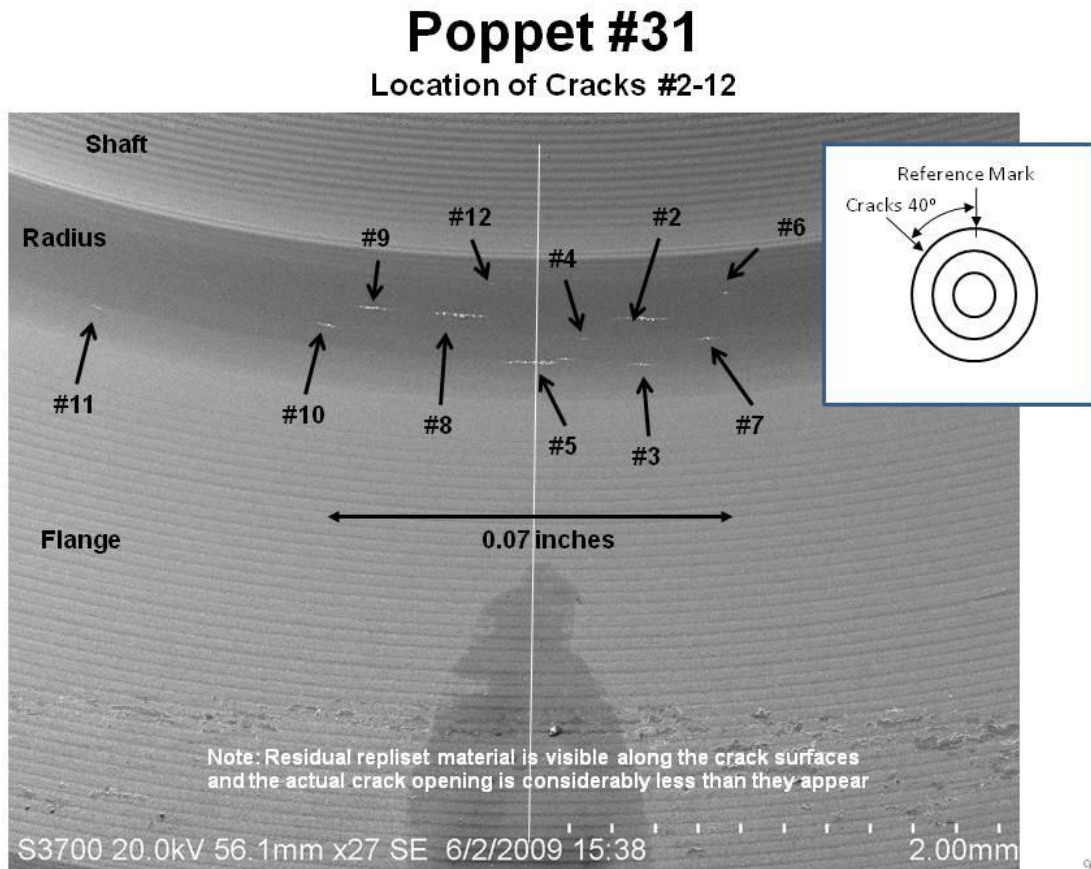 Poppet #31
Location of Cracks #2-12
Shaft
Reference Mark
Cracks 40º
Radius
#12
#2
#6
#9
#4
#11
#10
#8
#7
#5
#3
Flange
0.07 inches
Note: Residual repliset material is visible along the crack surfaces
and the actual crack opening is considerably less than they appear
S3700 20.0kV 56.1mm x27 SE 6/2/2009 15:38
2.00mm
9